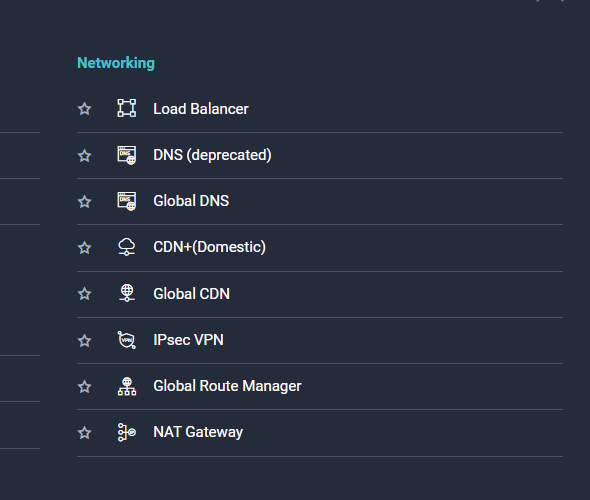 Networking
Load Balancer
DNS (deprecated)
Global DNS
CDN+(Domestic)
Global CDN
IPsec VPN
Global Route Manager
NAT Gateway